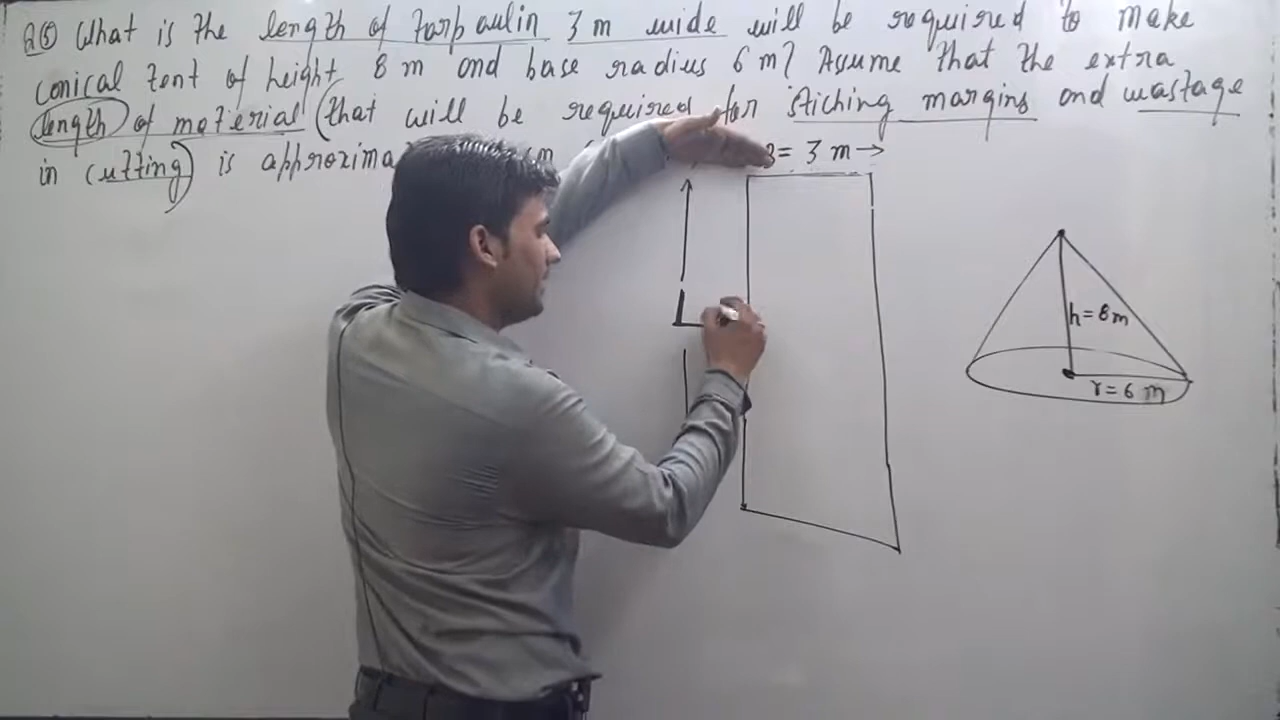 Q⑤ What is the length of tarpaulin 3 m wide will be required to make
conical tent of height 8 m and base radius 6 m? Assume that the extra
length of material (that will be required for stiching margins and wastage
in cutting) is approxima m
= 3 m →
L
h = 8 m
r = 6 m